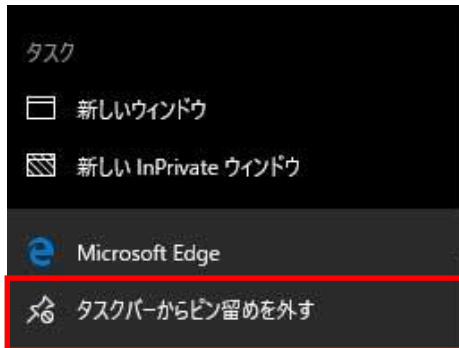 タスク
新しいウィンドウ
新しい InPrivate ウィンドウ
Microsoft Edge
タスクバーからピン留めを外す